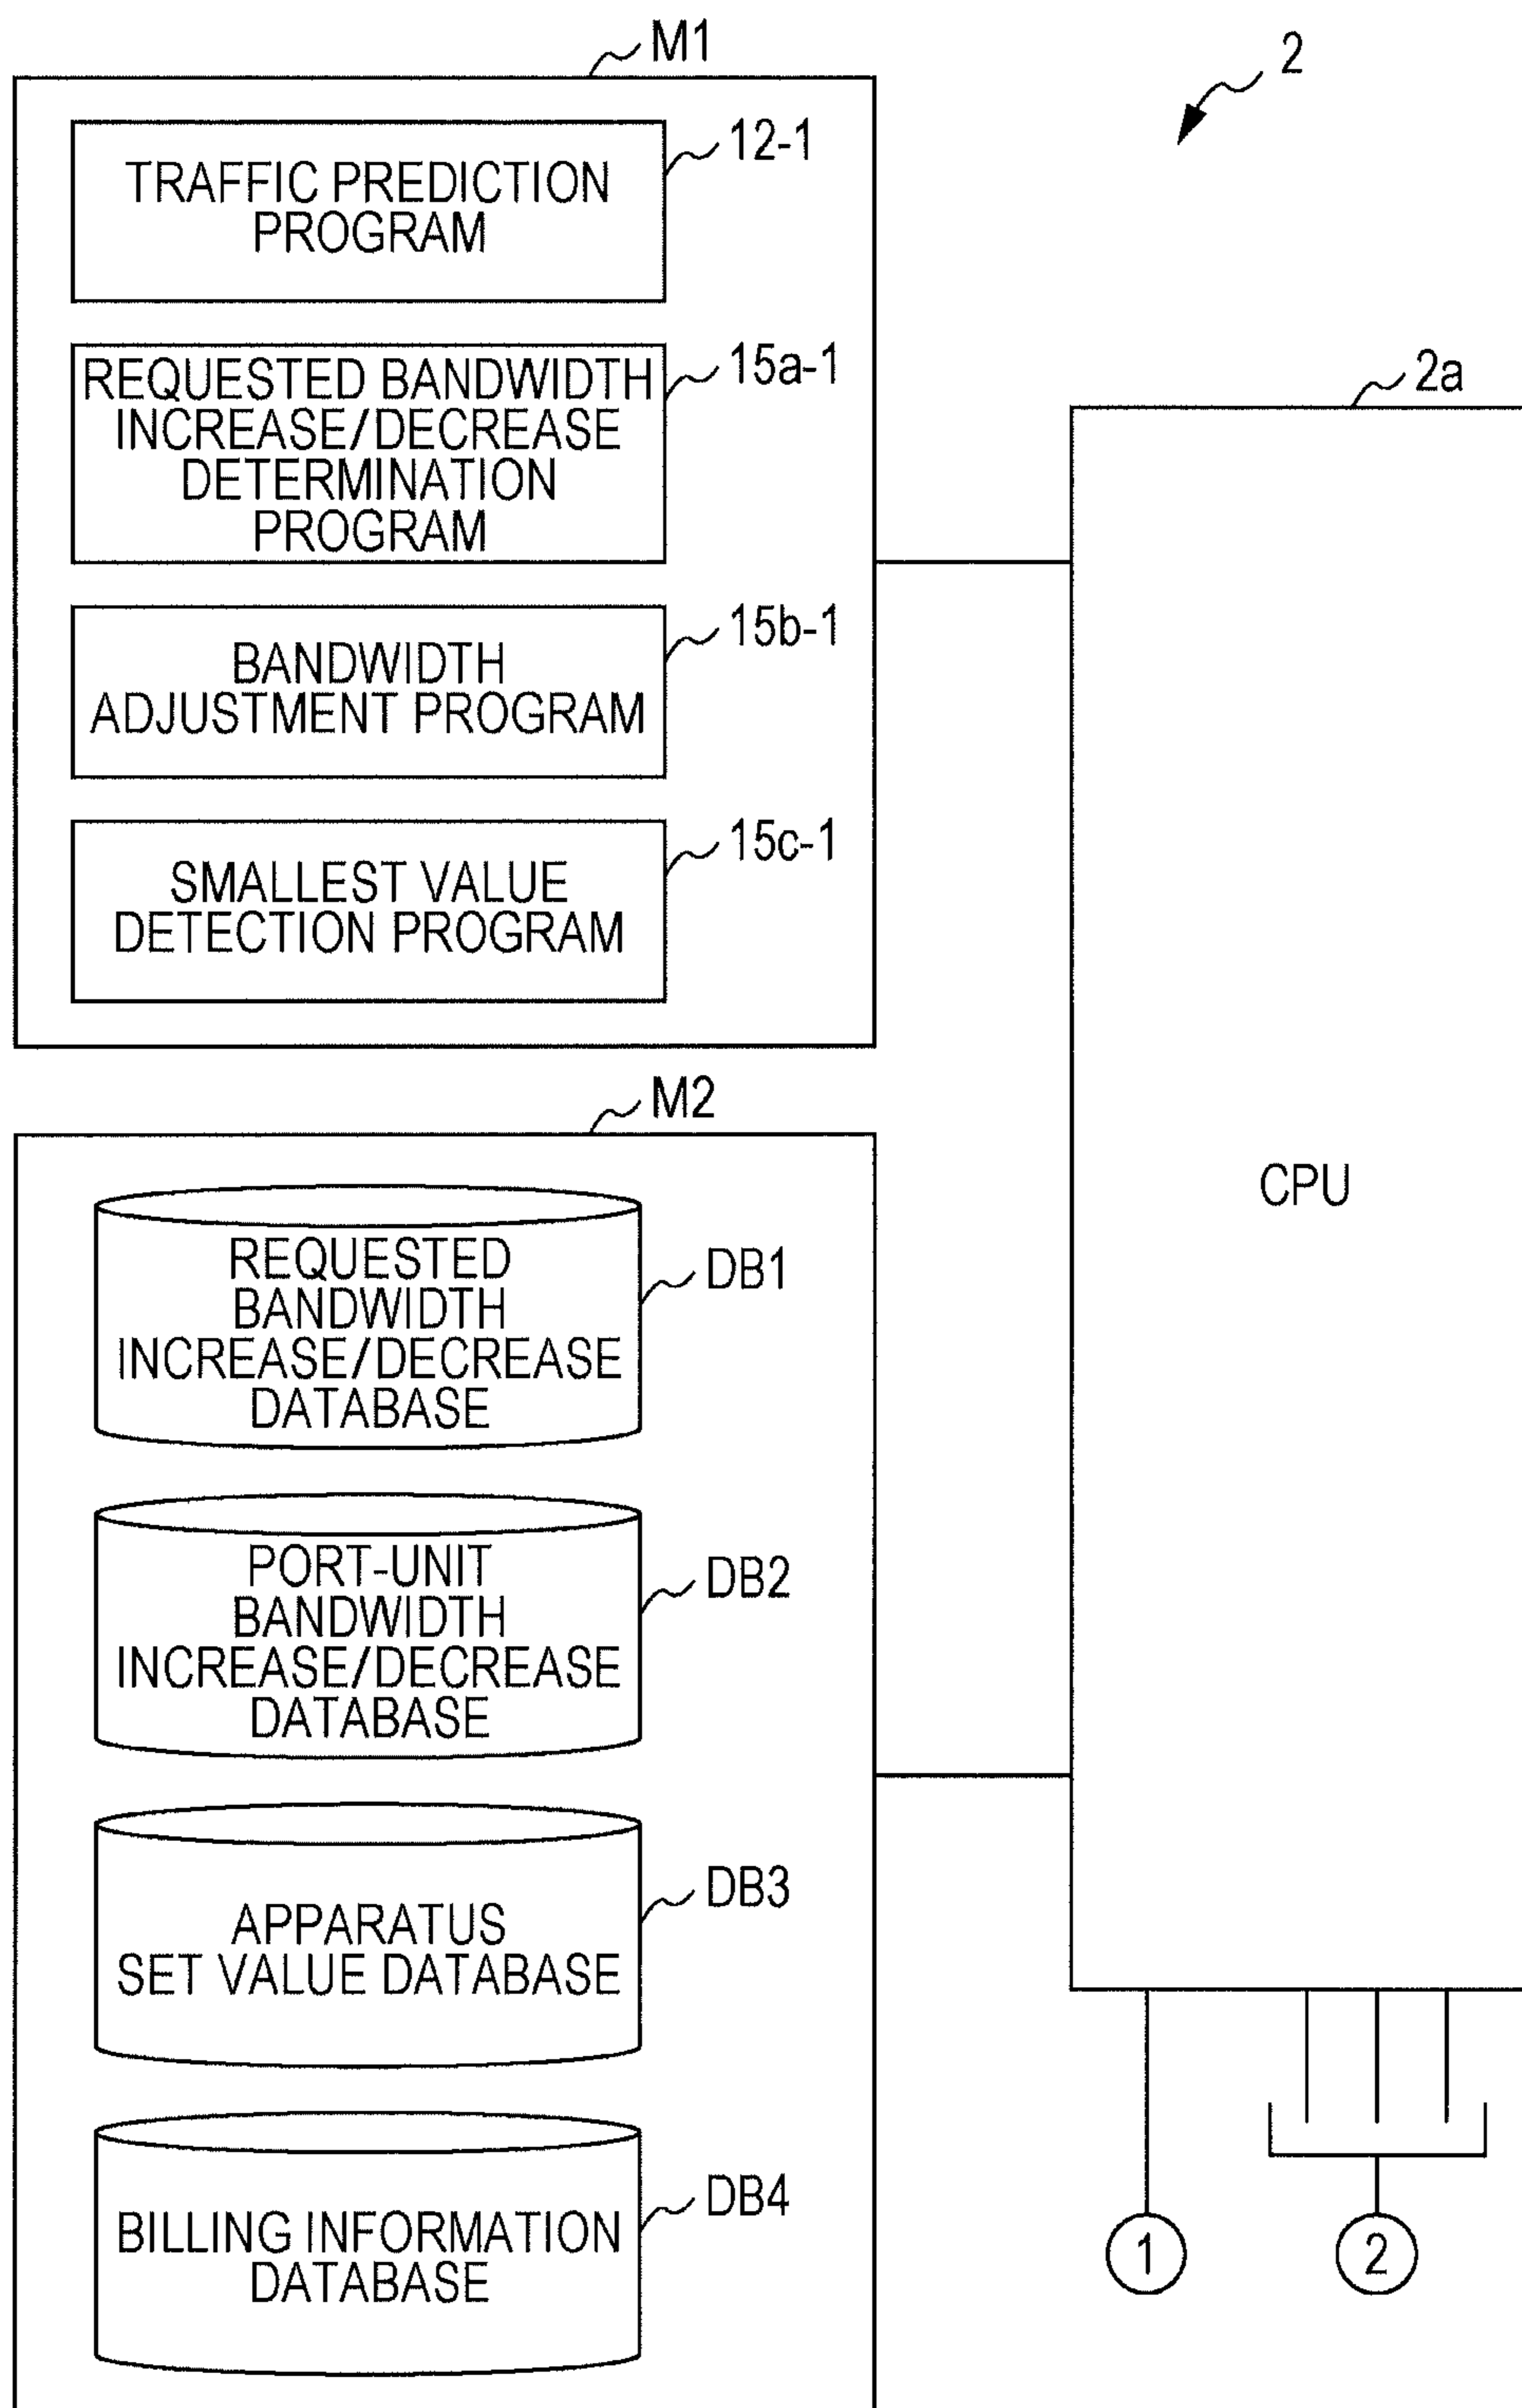 M1
2
TRAFFIC PREDICTION
PROGRAM
12-1
REQUESTED BANDWIDTH
INCREASE/DECREASE
DETERMINATION
PROGRAM
15a-1
2a
BANDWIDTH
ADJUSTMENT PROGRAM
15b-1
SMALLEST VALUE
DETECTION PROGRAM
15c-1
M2
CPU
REQUESTED
BANDWIDTH
INCREASE/DECREASE
DATABASE
DB1
PORT-UNIT
BANDWIDTH
INCREASE/DECREASE
DATABASE
DB2
APPARATUS
SET VALUE DATABASE
DB3
BILLING INFORMATION
DATABASE
DB4
1
2